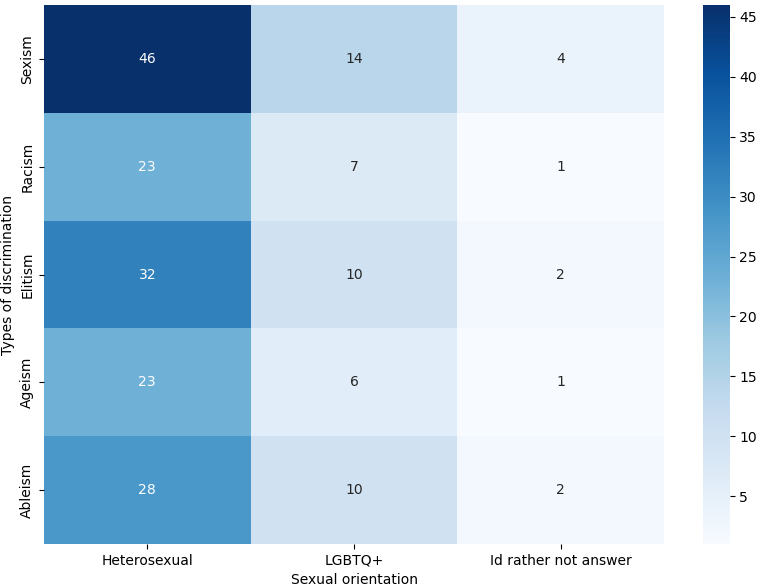 Types of discrimination
Sexism 46 14 4
Racism 23 7 1
Elitism 32 10 2
Ageism 23 6 1
Ableism 28 10 2
Heterosexual LGBTQ+ Id rather not answer
Sexual orientation
45
40
35
30
25
20
15
10
5